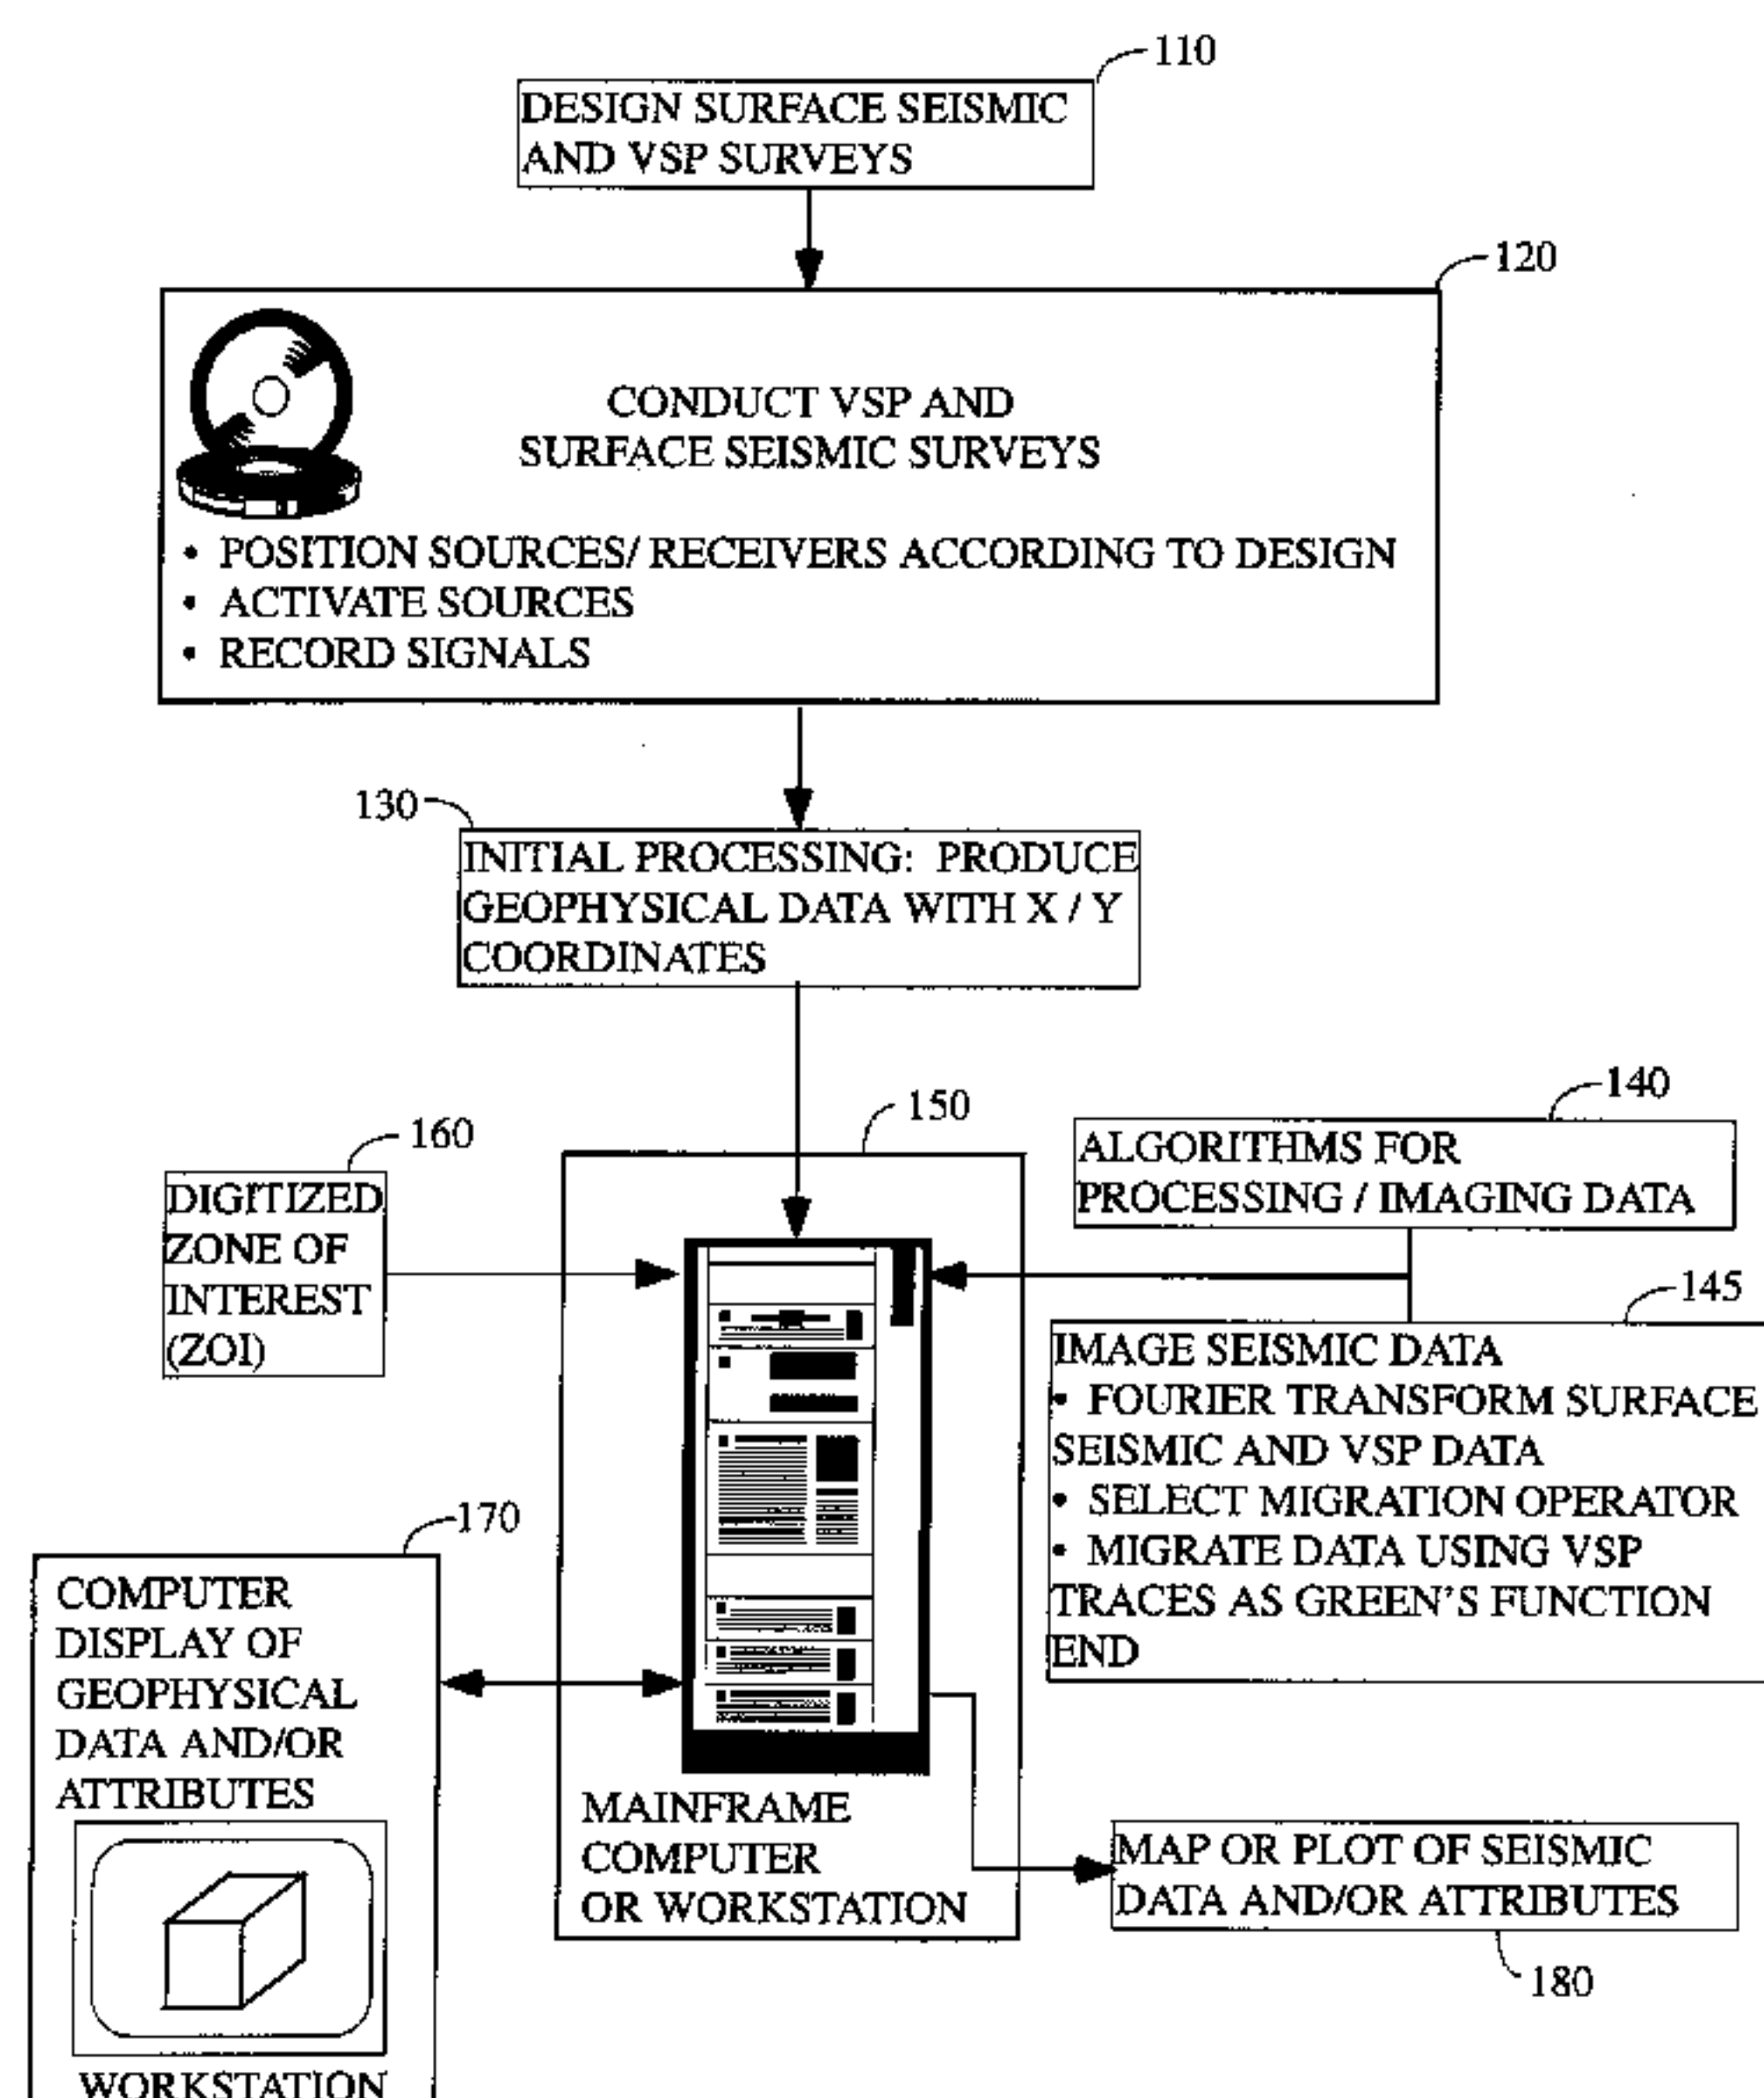 110
DESIGN SURFACE SEISMIC
AND VSP SURVEYS
120
CONDUCT VSP AND
SURFACE SEISMIC SURVEYS
• POSITION SOURCES/ RECEIVERS ACCORDING TO DESIGN
• ACTIVATE SOURCES
• RECORD SIGNALS
130
INITIAL PROCESSING: PRODUCE
GEOPHYSICAL DATA WITH X / Y
COORDINATES
140
ALGORITHMS FOR
PROCESSING / IMAGING DATA
150
160
DIGITIZED
ZONE OF
INTEREST
(ZOI)
145
IMAGE SEISMIC DATA
• FOURIER TRANSFORM SURFACE
SEISMIC AND VSP DATA
• SELECT MIGRATION OPERATOR
• MIGRATE DATA USING VSP
TRACES AS GREEN'S FUNCTION
END
170
COMPUTER
DISPLAY OF
GEOPHYSICAL
DATA AND/OR
ATTRIBUTES
WORKSTATION
MAINFRAME
COMPUTER
OR WORKSTATION
MAP OR PLOT OF SEISMIC
DATA AND/OR ATTRIBUTES
180